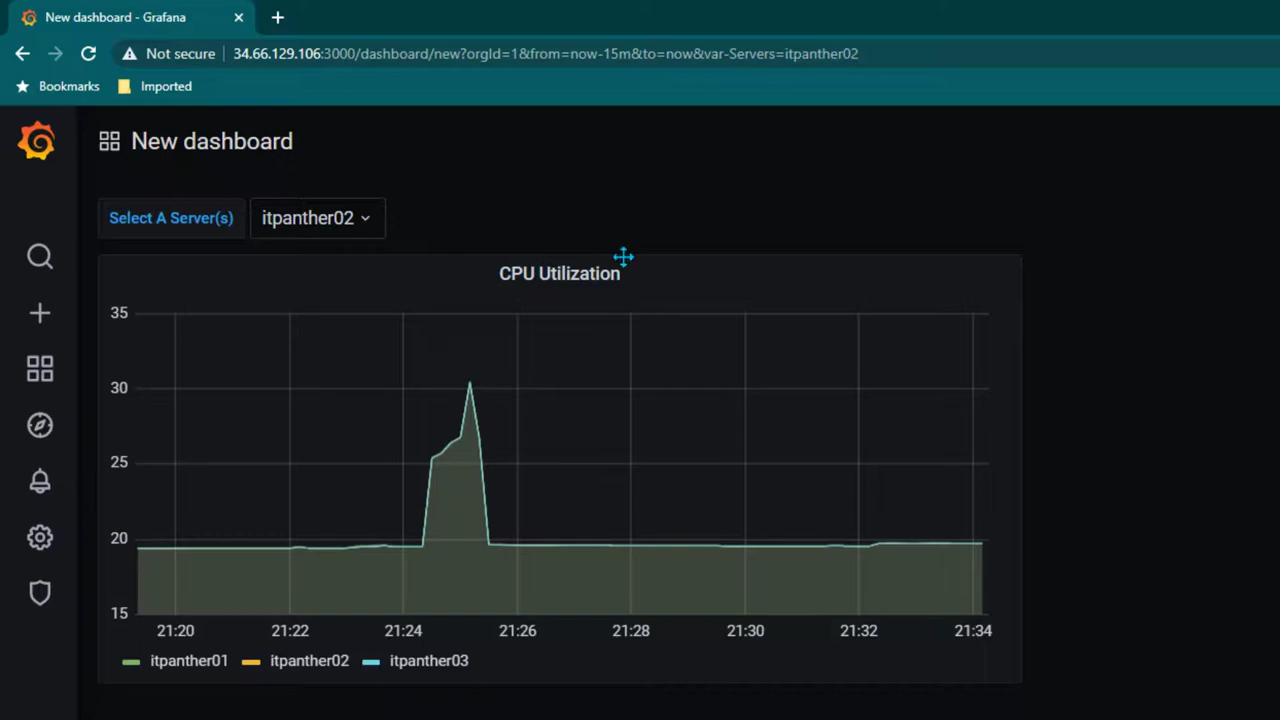 New dashboard - Grafana
Not secure
34.66.129.106:3000/dashboard/new?orgId=1&from=now-15m&to=now&var-Servers=itpanther02
Bookmarks
Imported
New dashboard
Select A Server(s)
itpanther02
CPU Utilization
35
30
25
20
15
21:20 21:22 21:24 21:26 21:28 21:30 21:32 21:34
itpanther01 itpanther02 itpanther03